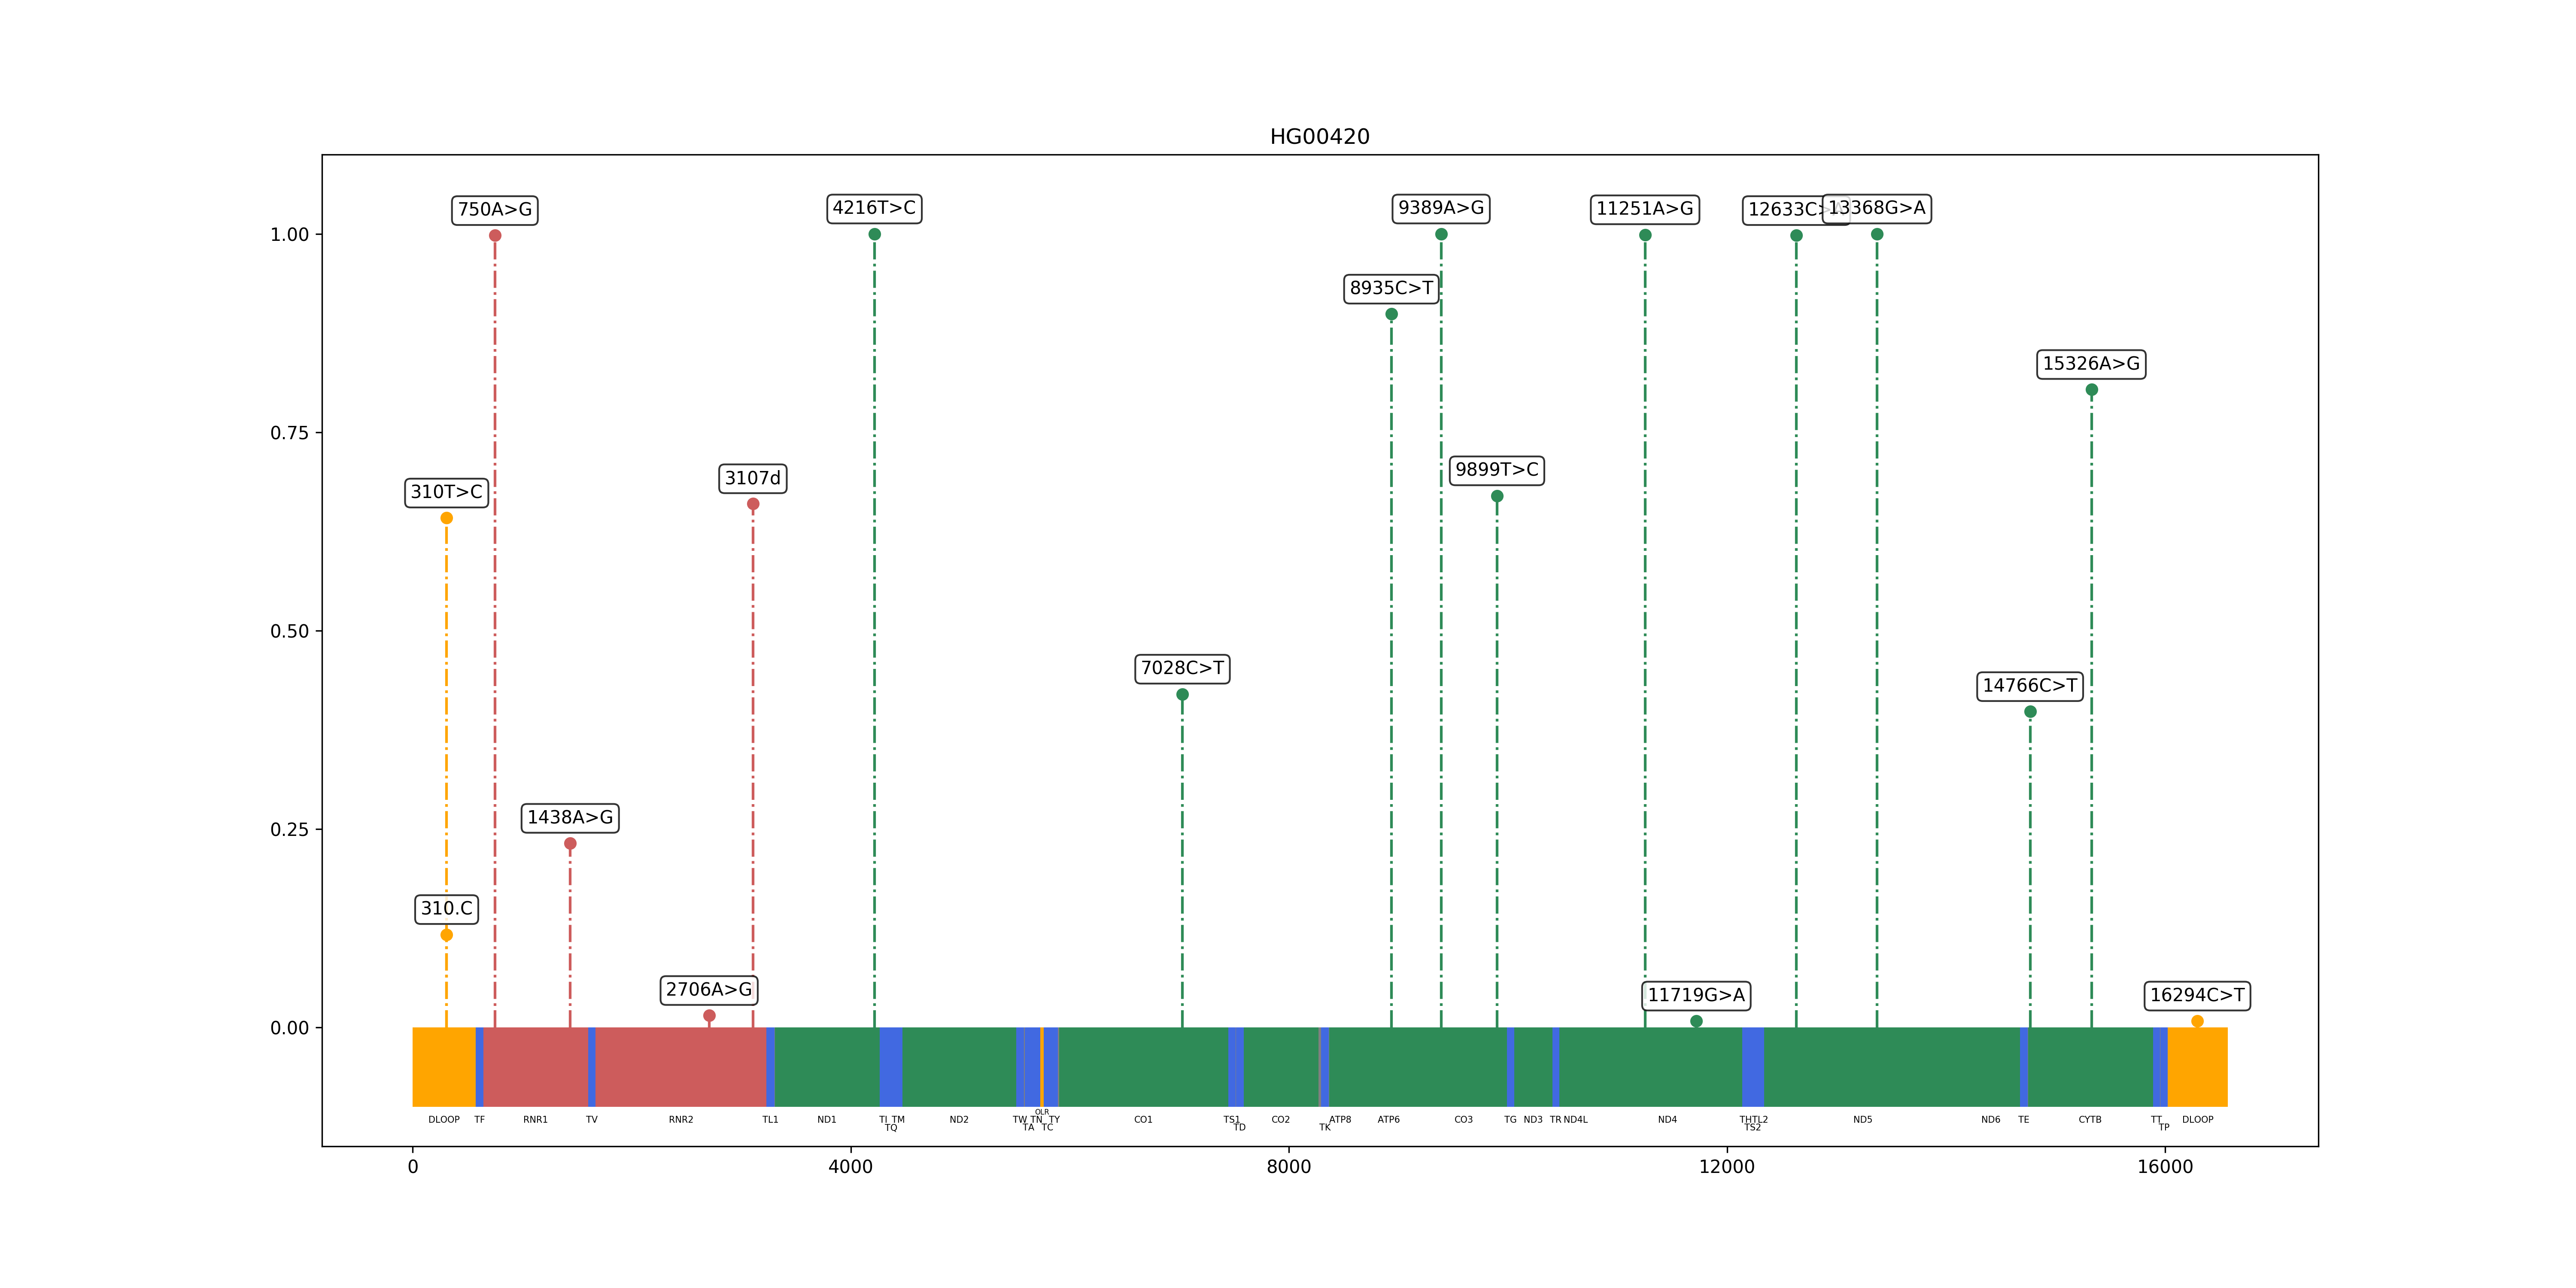 HG00420
750A>G
4216T>C
9389A>G
11251A>G
12633C>
13368G>A
1.00
8935C>T
15326A>G
0.75
9899T>C
3107d
310T>C
0.50
7028C>T
14766C>T
0.25
1438A>G
310.C
2706A>G
11719G>A
16294C>T
0.00
DLOOP TF RNR1 TV RNR2 TL1 ND1 TI TM ND2 TW TN OLR TY CO1 TS1 CO2 ATP8 ATP6 CO3 TG ND3 TR ND4L ND4 TH TL2 ND5 ND6 TE CYTB TT DLOOP
TQ TA TC TD TK TS2 TP
0 4000 8000 12000 16000